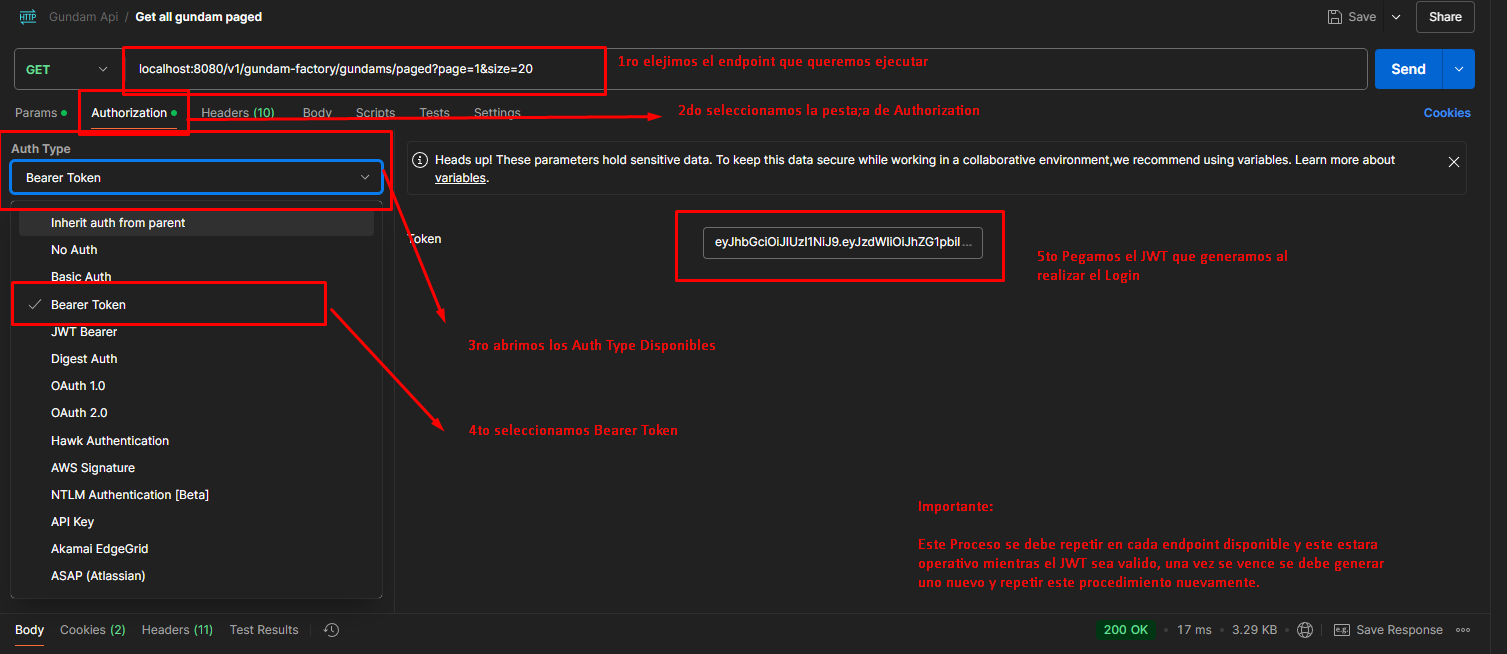 HTTP Gundam Api / Get all gundam paged Save Share
GET localhost:8080/v1/gundam-factory/gundams/paged?page=1&size=20 Send
1ro elejimos el endpoint que queremos ejecutar
Params Authorization Headers (10) Body Scripts Tests Settings Cookies
2do seleccionamos la pesta;a de Authorization
Auth Type
Bearer Token
Heads up! These parameters hold sensitive data. To keep this data secure while working in a collaborative environment,we recommend using variables. Learn more about
variables.
Inherit auth from parent
No Auth
Basic Auth
Bearer Token
JWT Bearer
Digest Auth
OAuth 1.0
OAuth 2.0
Hawk Authentication
AWS Signature
NTLM Authentication [Beta]
API Key
Akamai EdgeGrid
ASAP (Atlassian)
Token eyJhbGciOiJIUzI1NiJ9.eyJzdWIiOiJhZG1pbiI ...
5to Pegamos el JWT que generamos al
realizar el Login
3ro abrimos los Auth Type Disponibles
4to seleccionamos Bearer Token
Importante:
Este Proceso se debe repetir en cada endpoint disponible y este estara
operativo mientras el JWT sea valido, una vez se vence se debe generar
uno nuevo y repetir este procedimiento nuevamente.
Body Cookies (2) Headers (11) Test Results 200 OK • 17 ms • 3.29 KB • e.g. Save Response